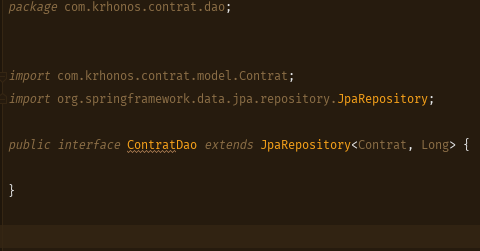 package com.krhonos.contrat.dao;
import com.krhonos.contrat.model.Contrat;
import org.springframework.data.jpa.repository.JpaRepository;
public interface ContratDao extends JpaRepository<Contrat, Long> {
}